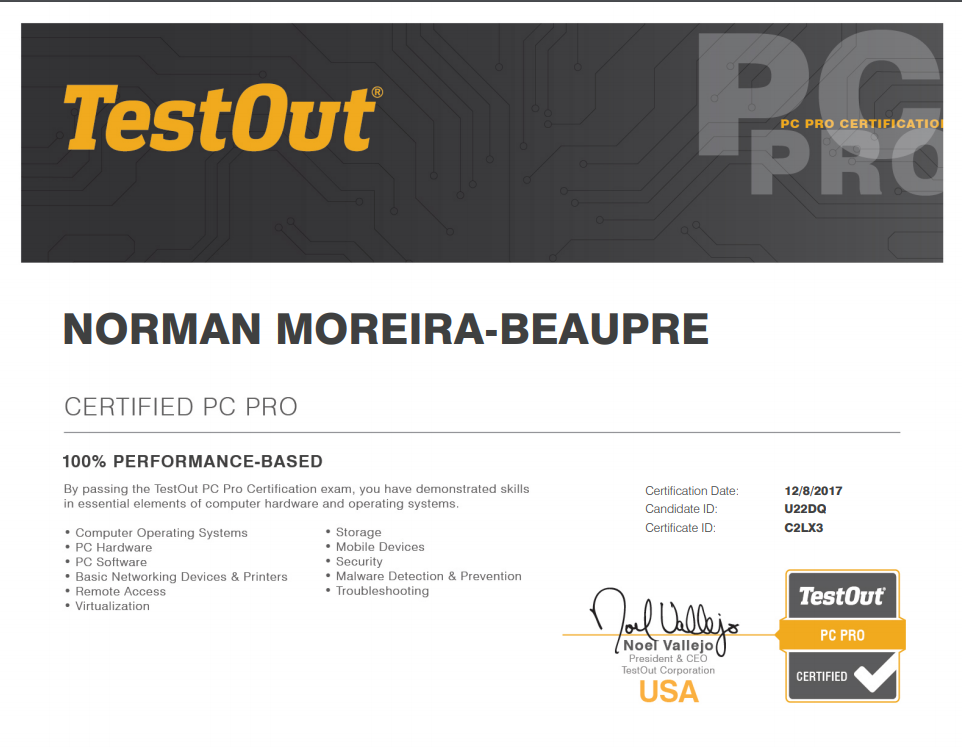 TestOut®
PC
PC PRO CERTIFICATION
PRO
NORMAN MOREIRA-BEAUPRE
CERTIFIED PC PRO
100% PERFORMANCE-BASED
By passing the TestOut PC Pro Certification exam, you have demonstrated skills
in essential elements of computer hardware and operating systems.
• Computer Operating Systems
• PC Hardware
• PC Software
• Basic Networking Devices & Printers
• Remote Access
• Virtualization
• Storage
• Mobile Devices
• Security
• Malware Detection & Prevention
• Troubleshooting
Certification Date: 12/8/2017
Candidate ID: U22DQ
Certificate ID: C2LX3
Noel Vallejo
Noel Vallejo
President & CEO
TestOut Corporation
USA
TestOut
PC PRO
CERTIFIED